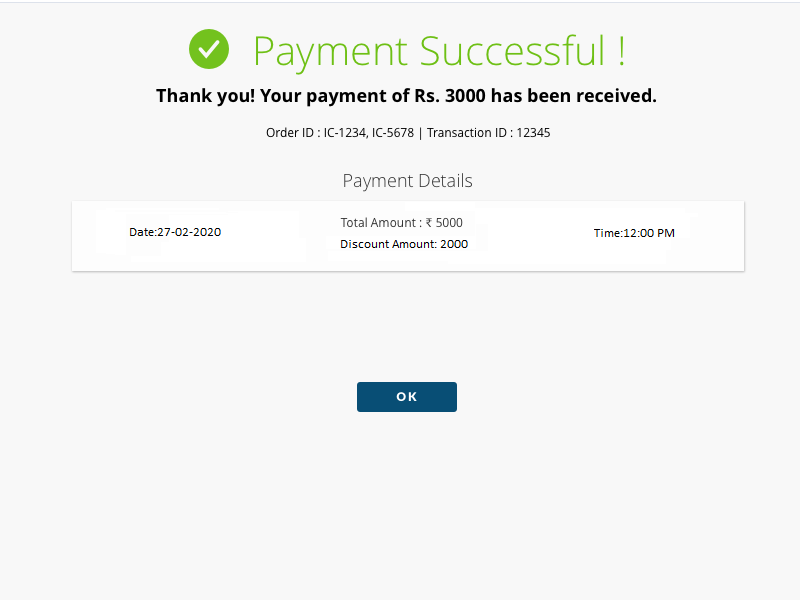 Payment Successful !
Thank you! Your payment of Rs. 3000 has been received.
Order ID : IC-1234, IC-5678 | Transaction ID : 12345
Payment Details
Date:27-02-2020
Total Amount : ₹ 5000
Discount Amount: 2000
Time:12:00 PM
OK